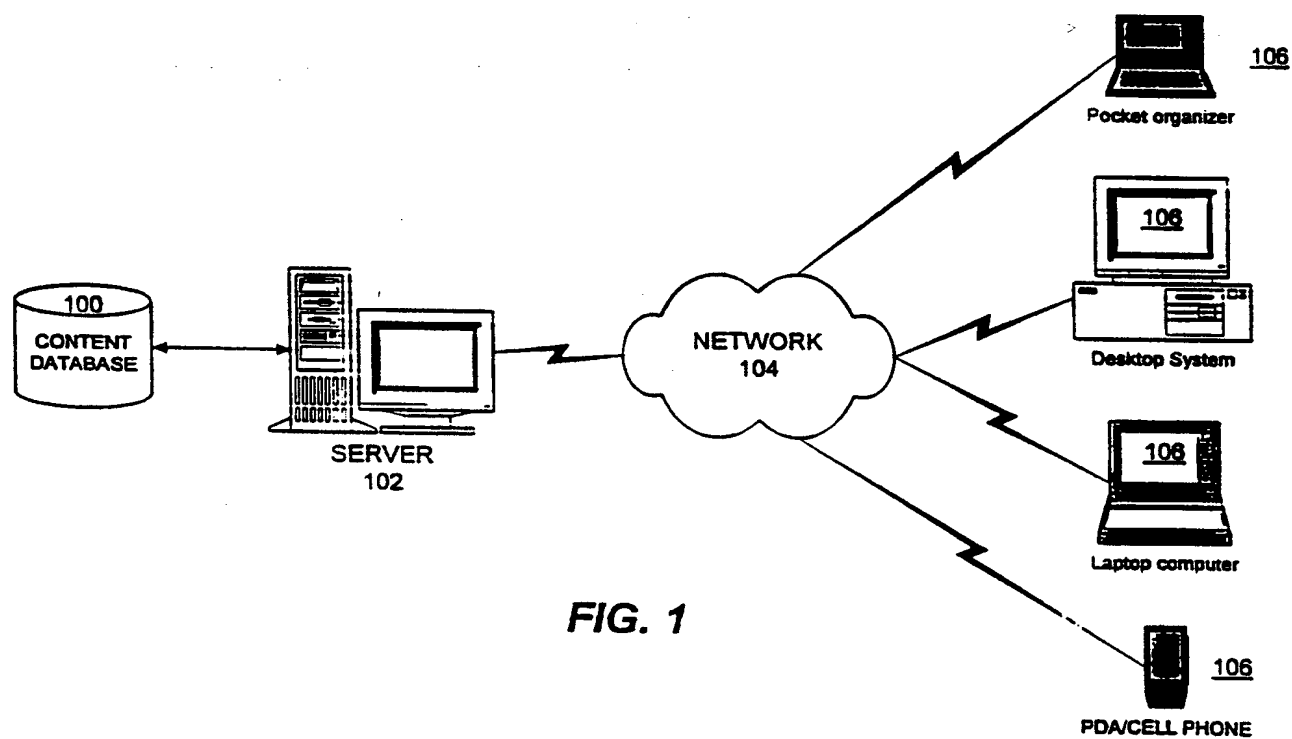 106
Pocket organizer
106
Desktop System
100
CONTENT
DATABASE
NETWORK
104
SERVER
102
106
Laptop computer
FIG. 1
106
PDA/CELL PHONE